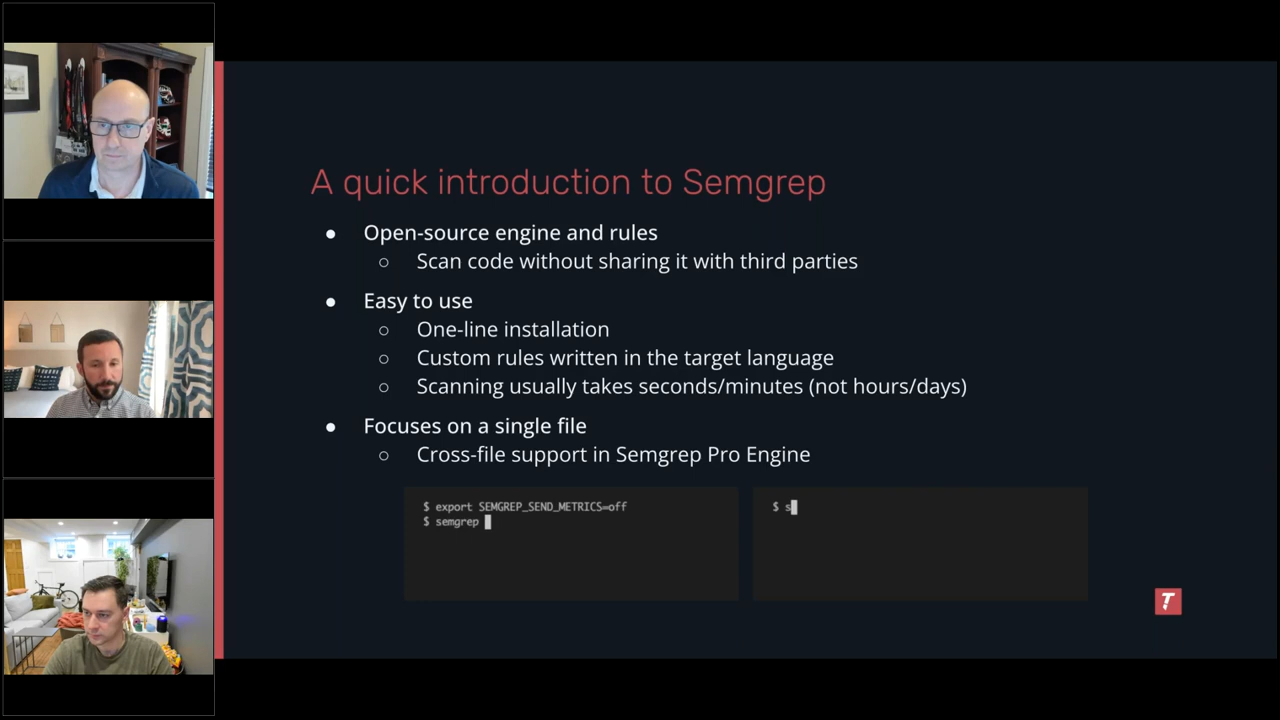 A quick introduction to Semgrep
● Open-source engine and rules
○ Scan code without sharing it with third parties
● Easy to use
○ One-line installation
○ Custom rules written in the target language
○ Scanning usually takes seconds/minutes (not hours/days)
● Focuses on a single file
○ Cross-file support in Semgrep Pro Engine
$ export SEMGREP_SEND_METRICS=off
$ semgrep
$ s
T